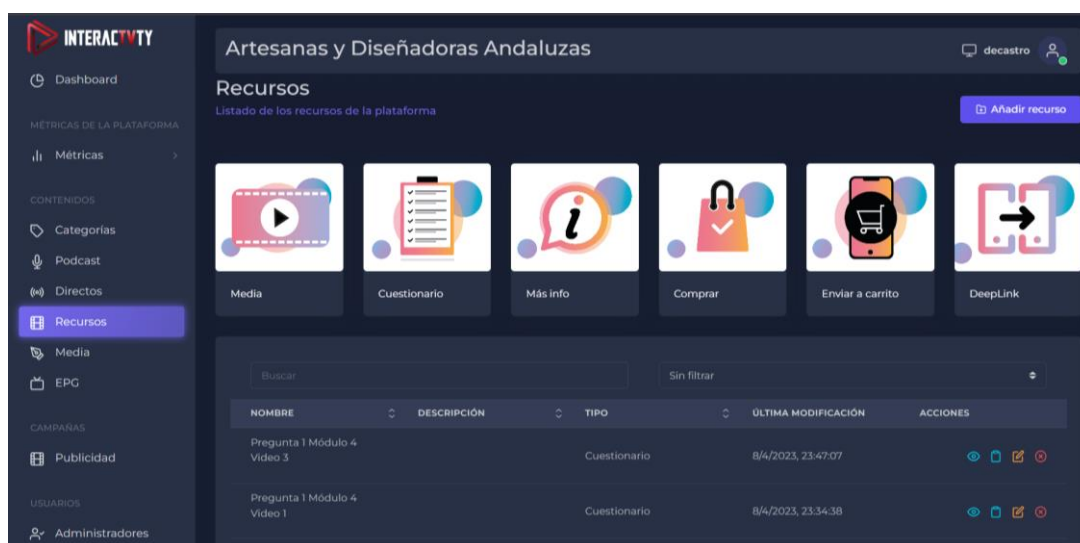 INTERACTVTY
Artesanas y Diseñadoras Andaluzas
decastro
Dashboard
Recursos
Listado de los recursos de la plataforma
Añadir recurso
MÉTRICAS DE LA PLATAFORMA
Métricas
CONTENIDOS
Categorías
Podcast
Directos
Recursos
Media
EPG
CAMPAÑAS
Publicidad
USUARIOS
Administradores
Media
Cuestionario
Más info
Comprar
Enviar a carrito
DeepLink
Buscar
Sin filtrar
NOMBRE DESCRIPCIÓN TIPO ÚLTIMA MODIFICACIÓN ACCIONES
Pregunta 1 Módulo 4
Video 3
Cuestionario 8/4/2023, 23:47:07
Pregunta 1 Módulo 4
Video 1
Cuestionario 8/4/2023, 23:34:38